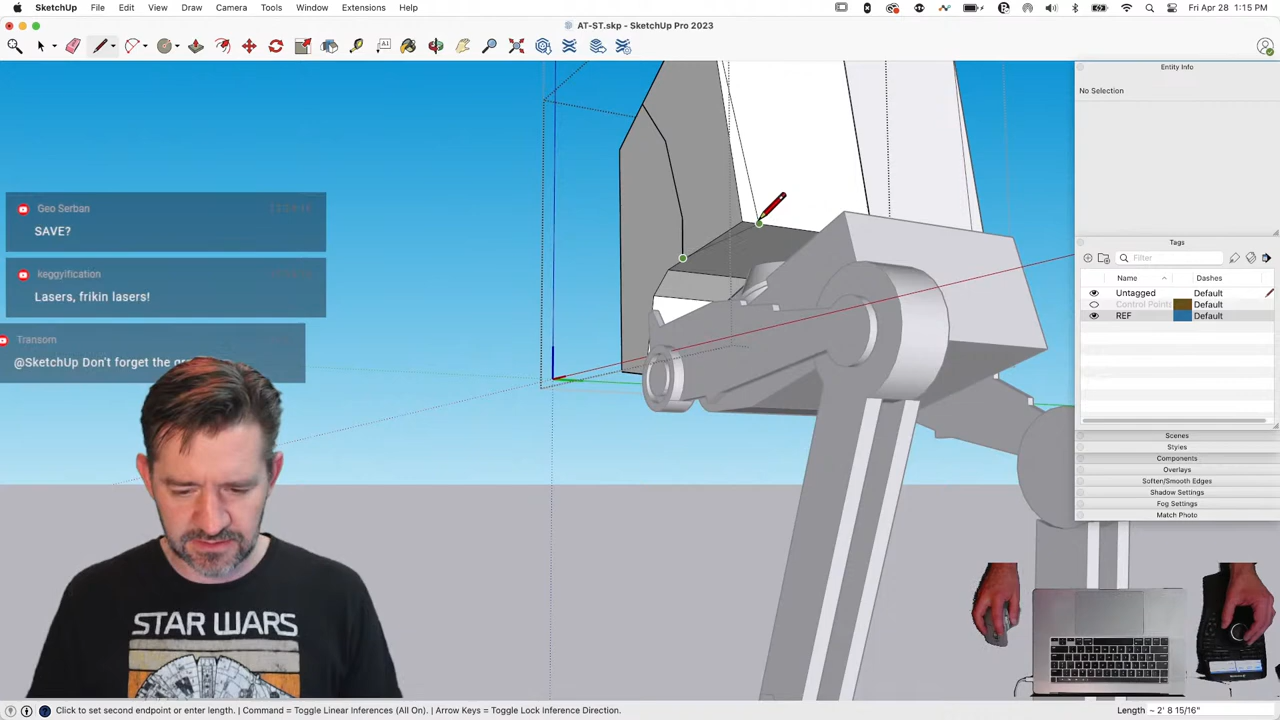 SketchUp File Edit View Draw Camera Tools Window Extensions Help
Fri Apr 28 1:15 PM
AT-ST.skp - SketchUp Pro 2023
Entity Info
No Selection
Geo Serban
SAVE?
keggyification
Lasers, frikin lasers!
Transom
@SketchUp Don't forget the
Tags
Filter
Name Dashes
Untagged Default
Control Points Default
REF Default
Scenes
Styles
Components
Overlays
Soften/Smooth Edges
Shadow Settings
Fog Settings
Match Photo
STAR WARS
Click to set second endpoint or enter length. | Command = Toggle Linear Inferences (All On). | Arrow Keys = Toggle Lock Inference Direction.
Length ~ 2' 8 15/16"